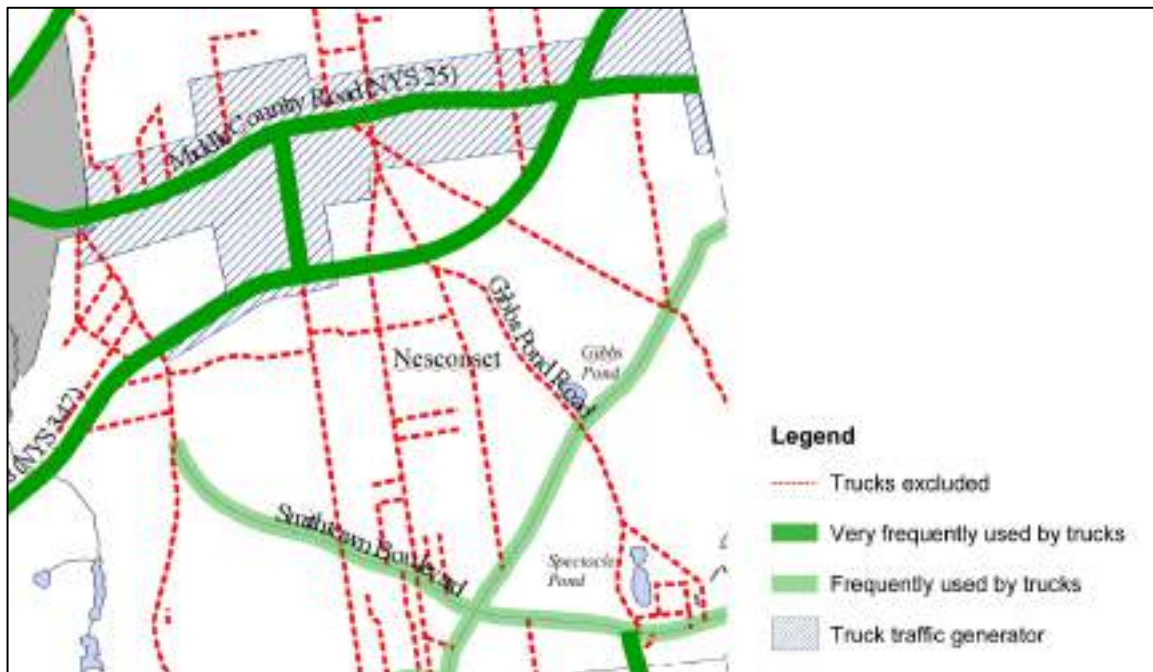 Middle Country Road (NYS 25)
Gibbs Pond Road
Gibbs
Pond
Nesconset
(NYS 347)
Smithtown Boulevard
Spectacle
Pond
Legend
Trucks excluded
Very frequently used by trucks
Frequently used by trucks
Truck traffic generator